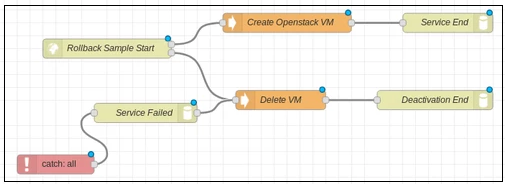 Create Openstack VM
Service End
Rollback Sample Start
Delete VM
Deactivation End
Service Failed
catch: all